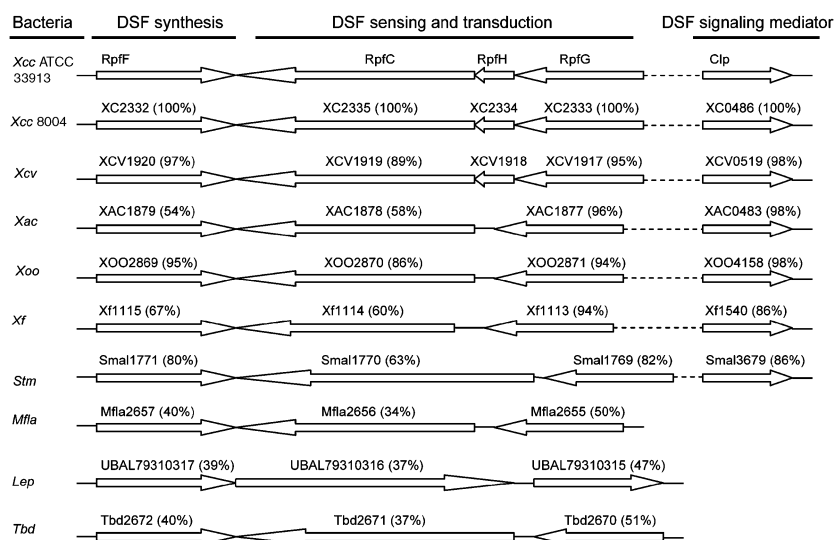 Bacteria DSF synthesis DSF sensing and transduction DSF signaling mediator
Xcc ATCC 33913 RpfF RpfC RpfH RpfG Clp
XC2332 (100%) XC2335 (100%) XC2334 XC2333 (100%) XC0486 (100%)
Xcc 8004
XCV1920 (97%) XCV1919 (89%) XCV1918 XCV1917 (95%) XCV0519 (98%)
Xcv
XAC1879 (54%) XAC1878 (58%) XAC1877 (96%) XAC0483 (98%)
Xac
XOO2869 (95%) XOO2870 (86%) XOO2871 (94%) XOO4158 (98%)
Xoo
Xf1115 (67%) Xf1114 (60%) Xf1113 (94%) Xf1540 (86%)
Xf
Smal1771 (80%) Smal1770 (63%) Smal1769 (82%) Smal3679 (86%)
Stm
Mfla2657 (40%) Mfla2656 (34%) Mfla2655 (50%)
Mfla
UBAL79310317 (39%) UBAL79310316 (37%) UBAL79310315 (47%)
Lep
Tbd2672 (40%) Tbd2671 (37%) Tbd2670 (51%)
Tbd